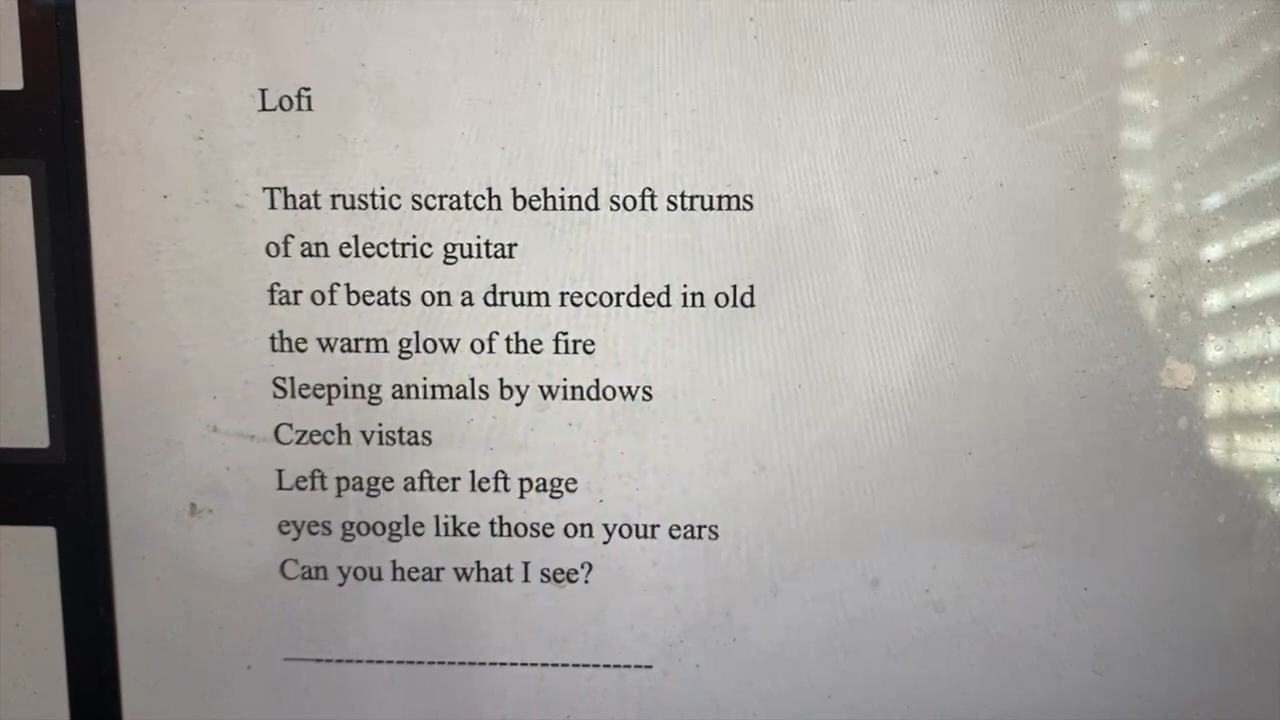 Lofi
That rustic scratch behind soft strums
of an electric guitar
far of beats on a drum recorded in old
the warm glow of the fire
Sleeping animals by windows
Czech vistas
Left page after left page
eyes google like those on your ears
Can you hear what I see?
-------------------------------------